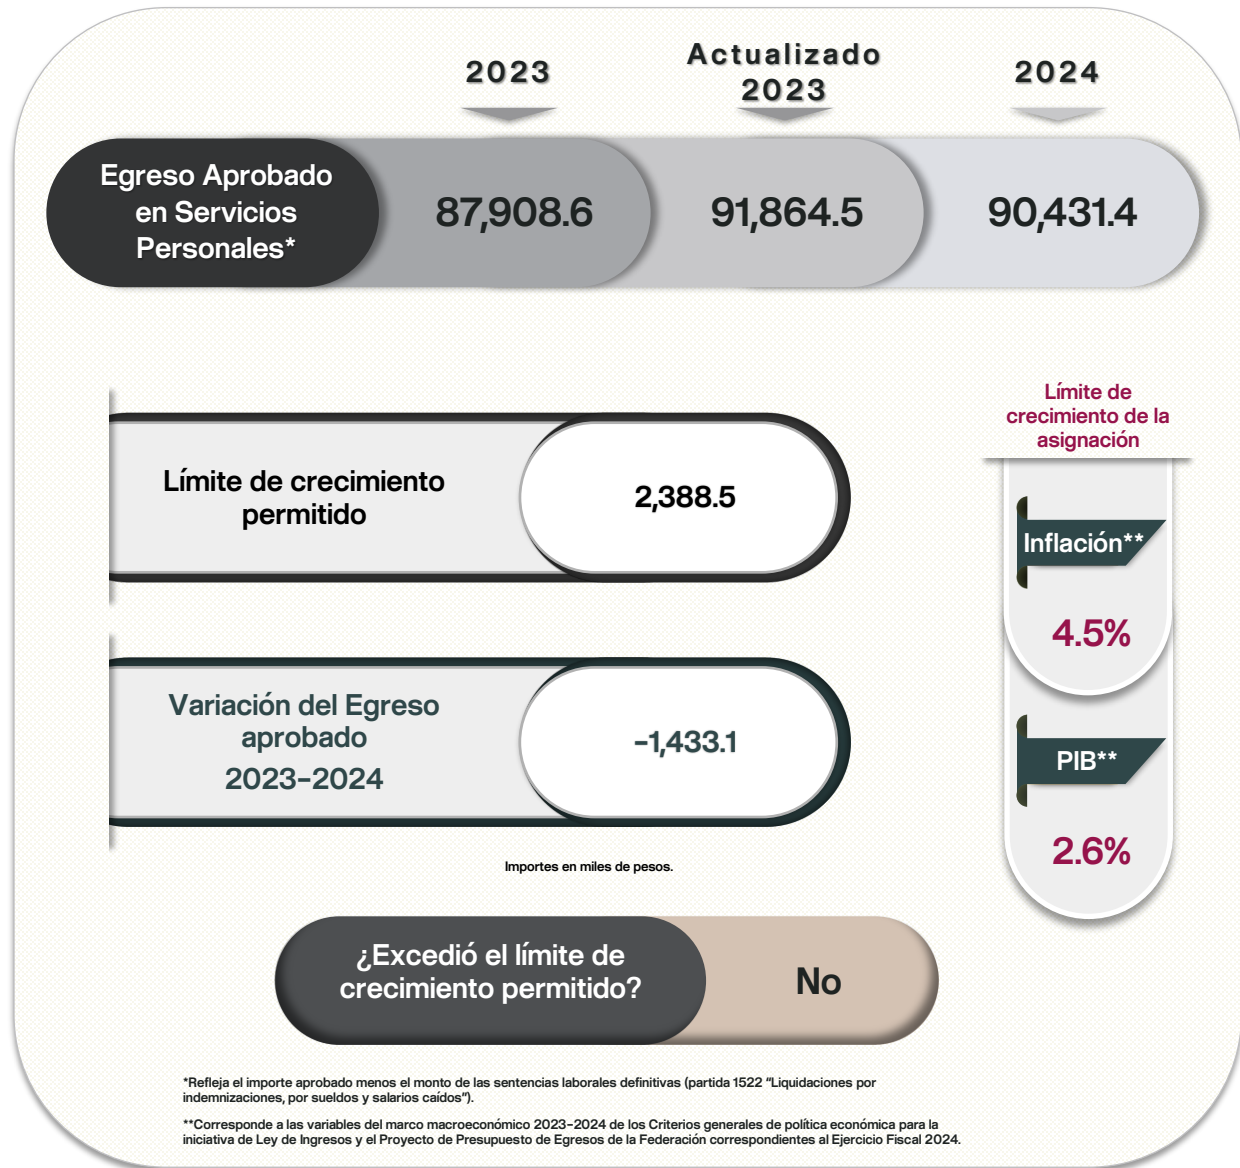 2023
Actualizado
2023
2024
Egreso Aprobado
en Servicios
Personales*
87,908.6
91,864.5
90,431.4
Límite de crecimiento
permitido
2,388.5
Variación del Egreso
aprobado
2023-2024
-1,433.1
Importes en miles de pesos.
Límite de
crecimiento de la
asignación
Inflación**
4.5%
PIB**
2.6%
¿Excedió el límite de
crecimiento permitido?
No
*Refleja el importe aprobado menos el monto de las sentencias laborales definitivas (partida 1522 "Liquidaciones por
indemnizaciones, por sueldos y salarios caídos").
**Corresponde a las variables del marco macroeconómico 2023-2024 de los Criterios generales de política económica para la
iniciativa de Ley de Ingresos y el Proyecto de Presupuesto de Egresos de la Federación correspondientes al Ejercicio Fiscal 2024.